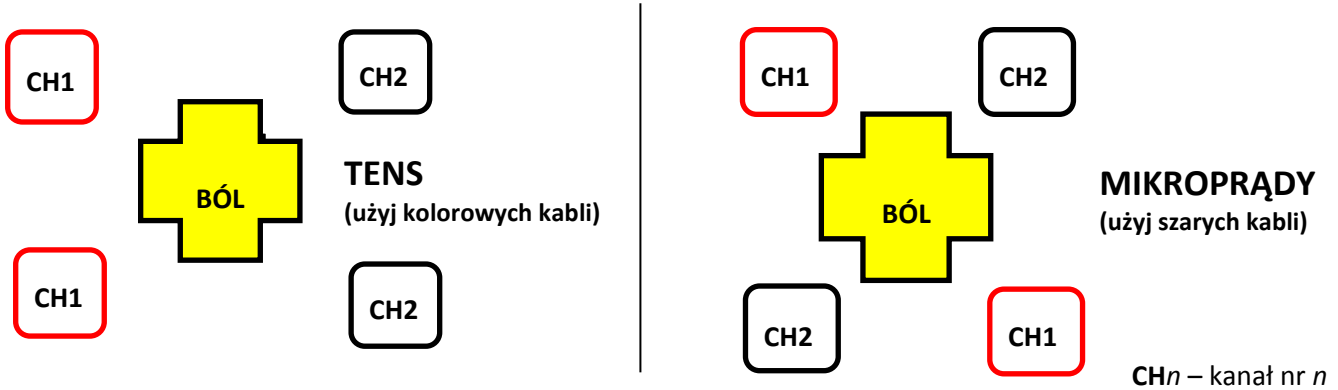 CH1
CH2
BÓL
TENS
(użyj kolorowych kabli)
CH1
CH2
CH1
CH2
BÓL
MIKROPRĄDY
(użyj szarych kabli)
CH2
CH1
CHn – kanał nr n